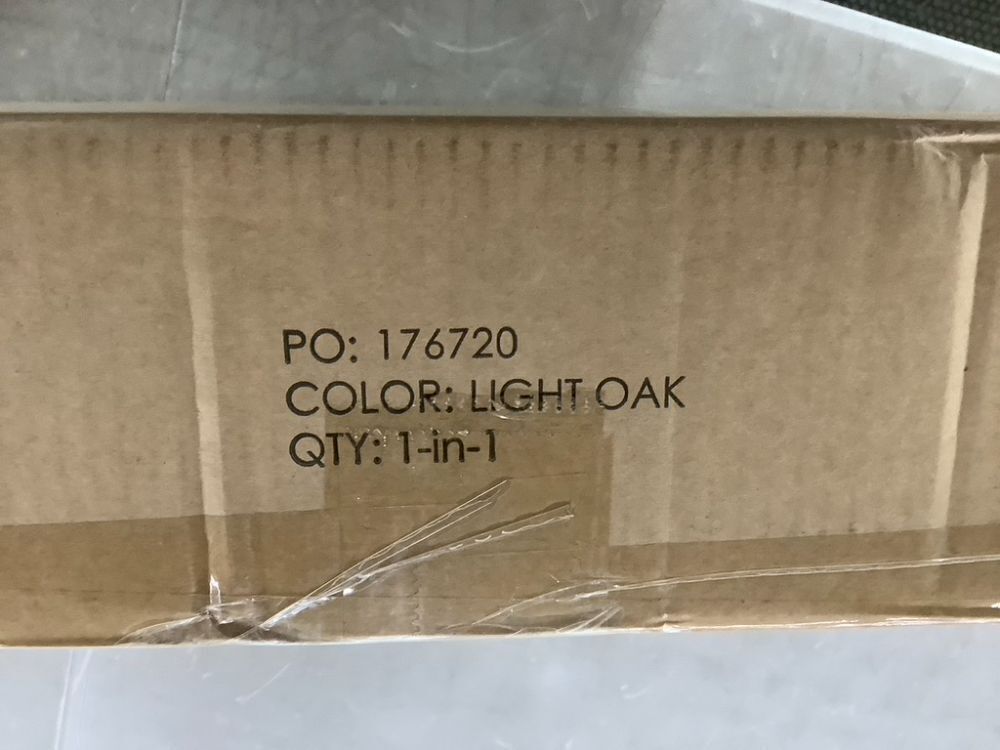 PO: 176720
COLOR: LIGHT OAK
QTY: 1-in-1